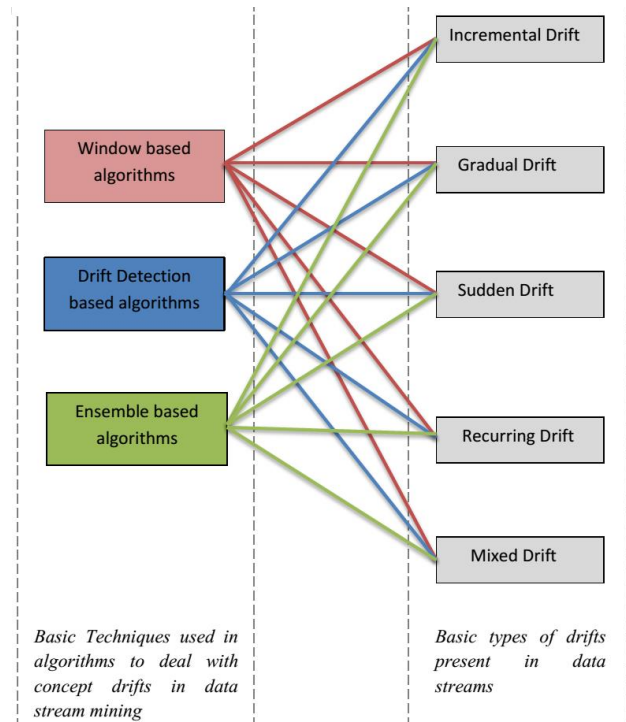 Window based
algorithms
Drift Detection
based algorithms
Ensemble based
algorithms
Incremental Drift
Gradual Drift
Sudden Drift
Recurring Drift
Mixed Drift
Basic Techniques used in
algorithms to deal with
concept drifts in data
stream mining
Basic types of drifts
present in data
streams